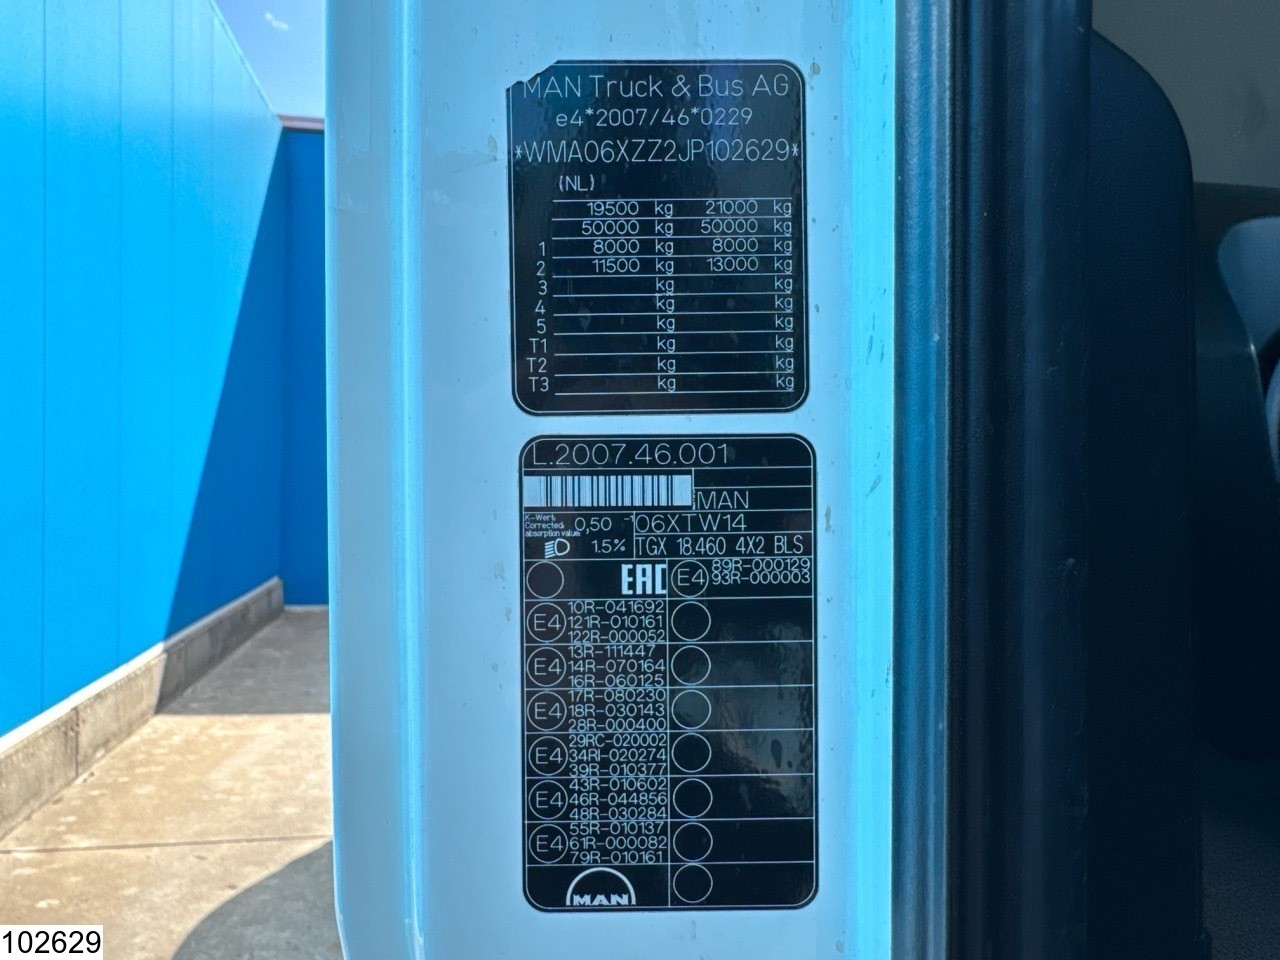 MAN Truck & Bus AG
e4*2007/46*0229
*WMA06XZZ2JP102629*
(NL)
19500 kg 21000 kg
50000 kg 50000 kg
1 8000 kg 8000 kg
2 11500 kg 13000 kg
3 kg kg
4 kg kg
5 kg kg
T1 kg kg
T2 kg kg
T3 kg kg
L.2007.46.001
MAN
K-Wert:
Corrected
absorption value:
0,50
06XTW14
1.5%
TGX 18.460 4X2 BLS
EAC
E4
89R-000129
93R-000003
E4
10R-041692
121R-010161
122R-000052
E4
13R-111447
14R-070164
16R-060125
E4
17R-080230
18R-030143
28R-000400
E4
29RC-020002
34RI-020274
39R-010377
E4
43R-010602
46R-044856
48R-030284
E4
55R-010137
61R-000082
79R-010161
MAN
102629